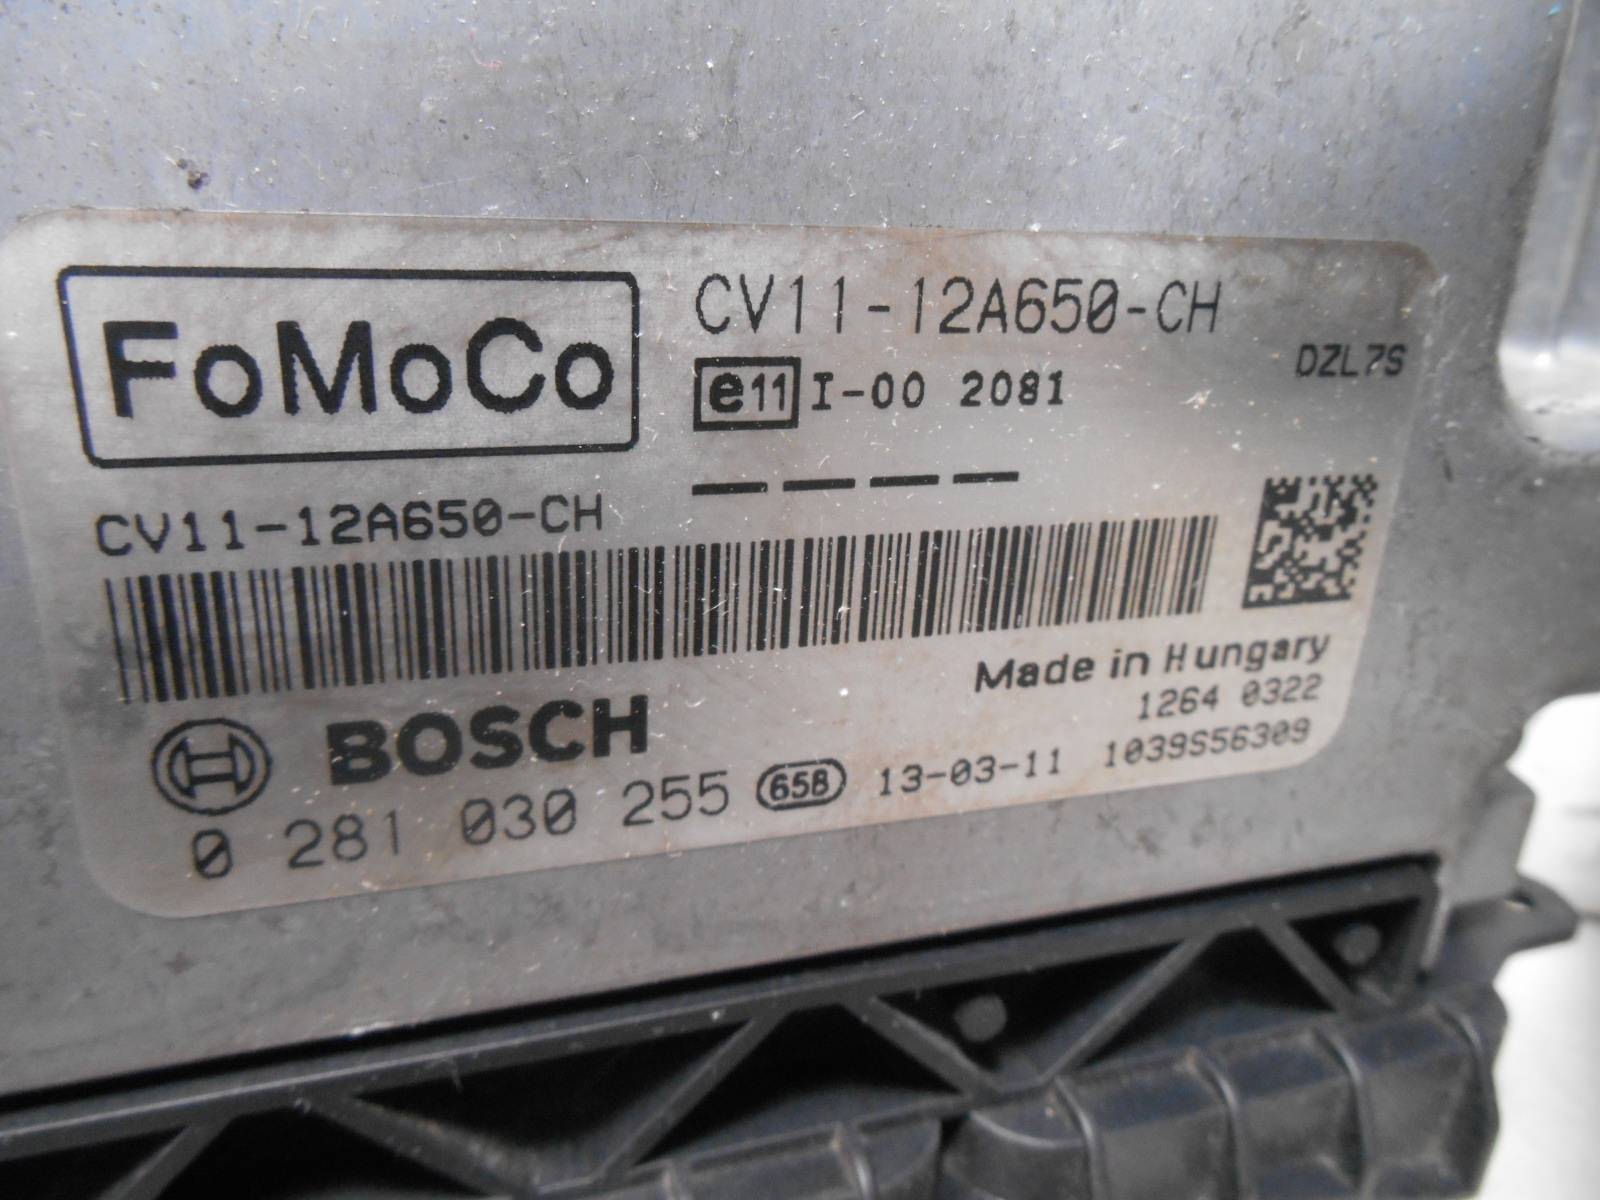 FoMoCo
CV11-12A650-CH
e11 I-00 2081
DZL7S
CV11-12A650-CH
Made in Hungary
1264 0322
BOSCH
0 281 030 255 658 13-03-11 1039S56309